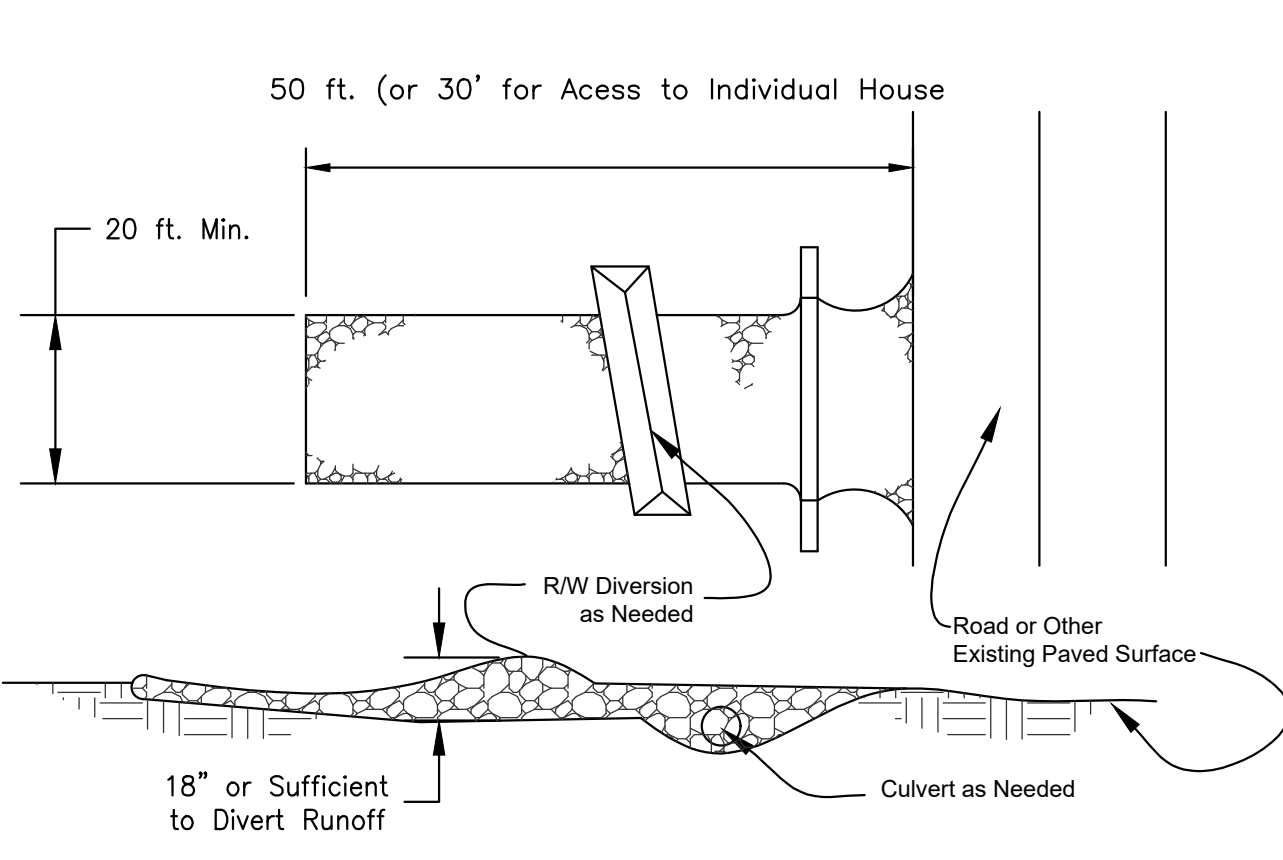 50 ft. (or 30' for Acess to Individual House
20 ft. Min.
R/W Diversion
as Needed
Road or Other
Existing Paved Surface
18" or Sufficient
to Divert Runoff
Culvert as Needed